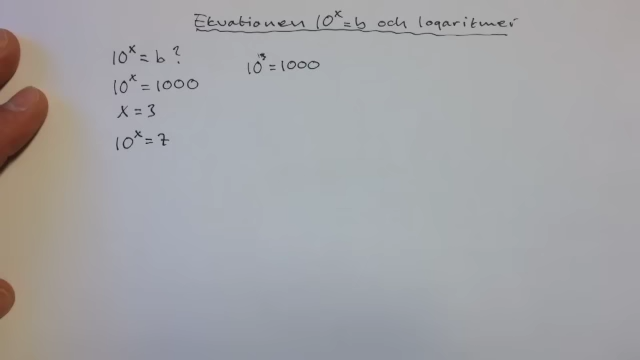 Ekvationen 10^x = b och logaritmer
10^x = b ?
10^x = 1000
10^3 = 1000
x = 3
10^x = 7